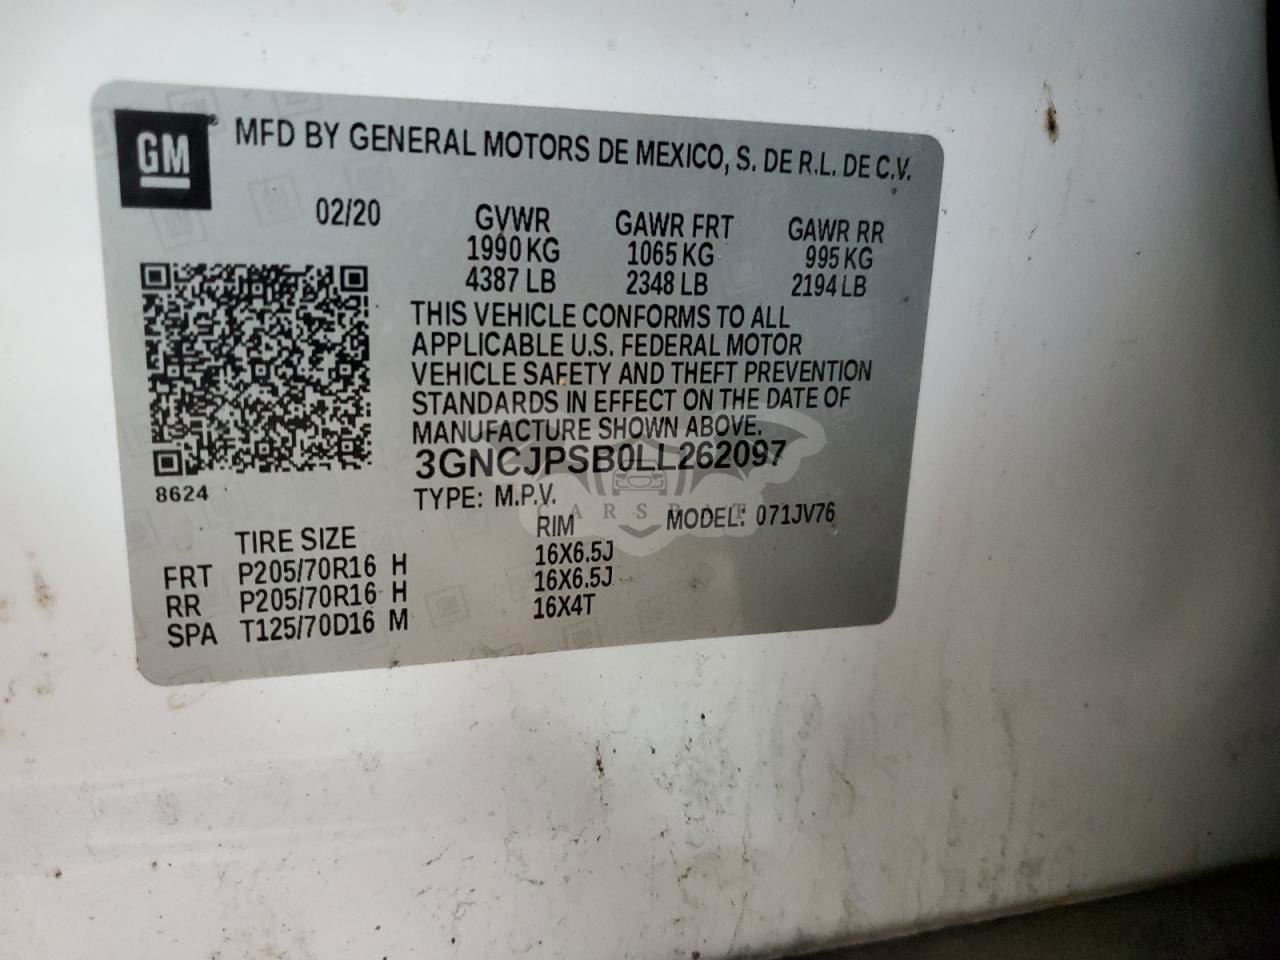 GM
MFD BY GENERAL MOTORS DE MEXICO, S. DE R.L. DE C.V.
02/20 GVWR GAWR FRT GAWR RR
1990 KG 1065 KG 995 KG
4387 LB 2348 LB 2194 LB
THIS VEHICLE CONFORMS TO ALL
APPLICABLE U.S. FEDERAL MOTOR
VEHICLE SAFETY AND THEFT PREVENTION
STANDARDS IN EFFECT ON THE DATE OF
MANUFACTURE SHOWN ABOVE.
3GNCJPSB0LL262097
8624
TYPE: M.P.V.
MODEL: 071JV76
TIRE SIZE RIM
FRT P205/70R16 H 16X6.5J
RR P205/70R16 H 16X6.5J
SPA T125/70D16 M 16X4T